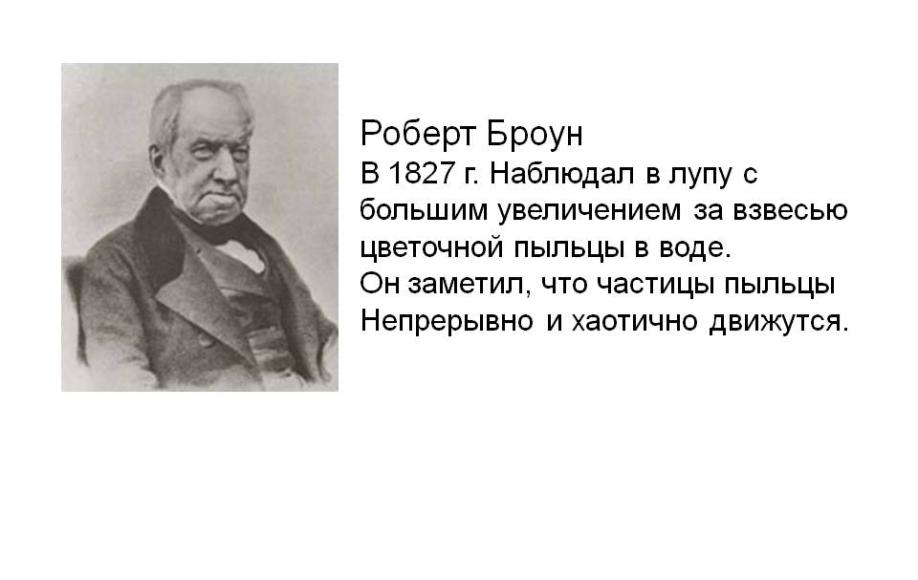 Роберт Броун
В 1827 г. Наблюдал в лупу с
большим увеличением за взвесью
цветочной пыльцы в воде.
Он заметил, что частицы пыльцы
Непрерывно и хаотично движутся.